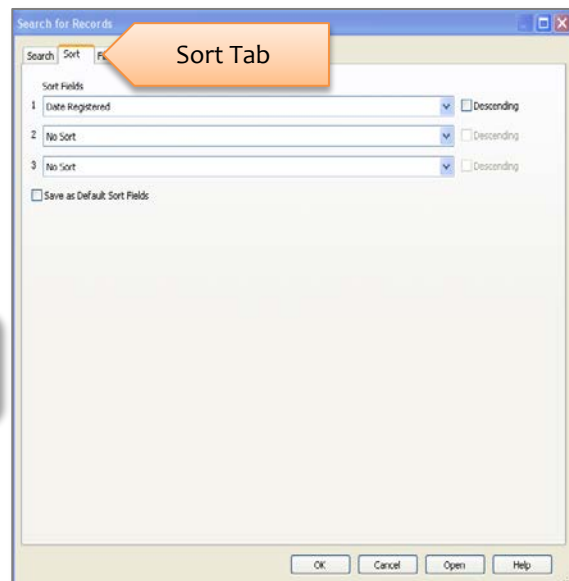 Search for Records
Search Sort
Sort Tab
Sort Fields
1 Date Registered Descending
2 No Sort Descending
3 No Sort Descending
Save as Default Sort Fields
OK Cancel Open Help